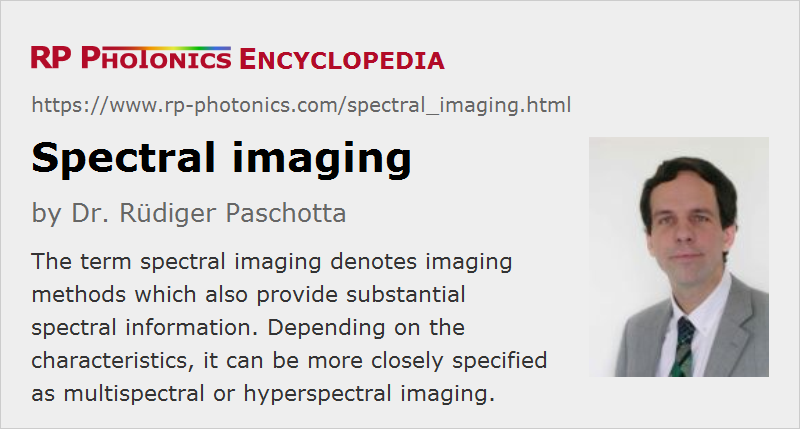 RP PHOTONICS ENCYCLOPEDIA
https://www.rp-photonics.com/spectral_imaging.html
Spectral imaging
by Dr. Rüdiger Paschotta
The term spectral imaging denotes imaging
methods which also provide substantial
spectral information. Depending on the
characteristics, it can be more closely specified
as multispectral or hyperspectral imaging.